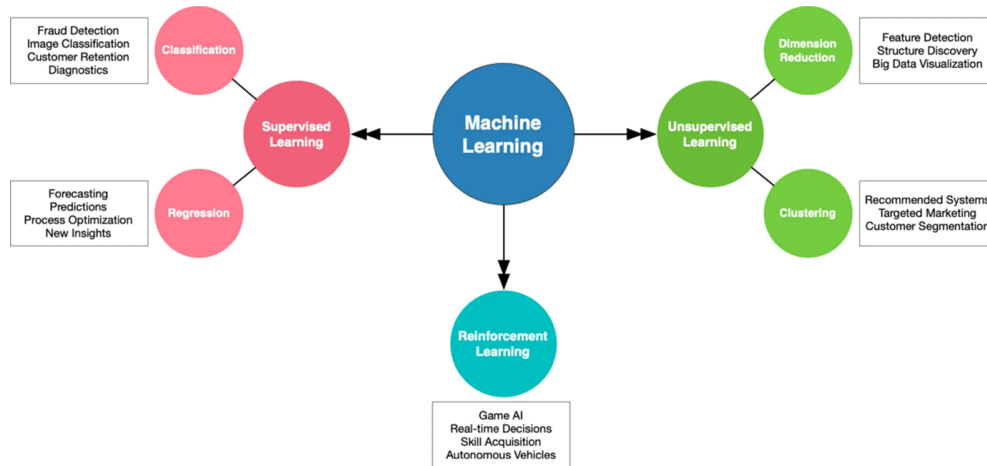 Fraud Detection
Image Classification
Customer Retention
Diagnostics
Classification
Supervised
Learning
Forecasting
Predictions
Process Optimization
New Insights
Regression
Machine
Learning
Dimension
Reduction
Feature Detection
Structure Discovery
Big Data Visualization
Unsupervised
Learning
Clustering
Recommended Systems
Targeted Marketing
Customer Segmentation
Reinforcement
Learning
Game AI
Real-time Decisions
Skill Acquisition
Autonomous Vehicles